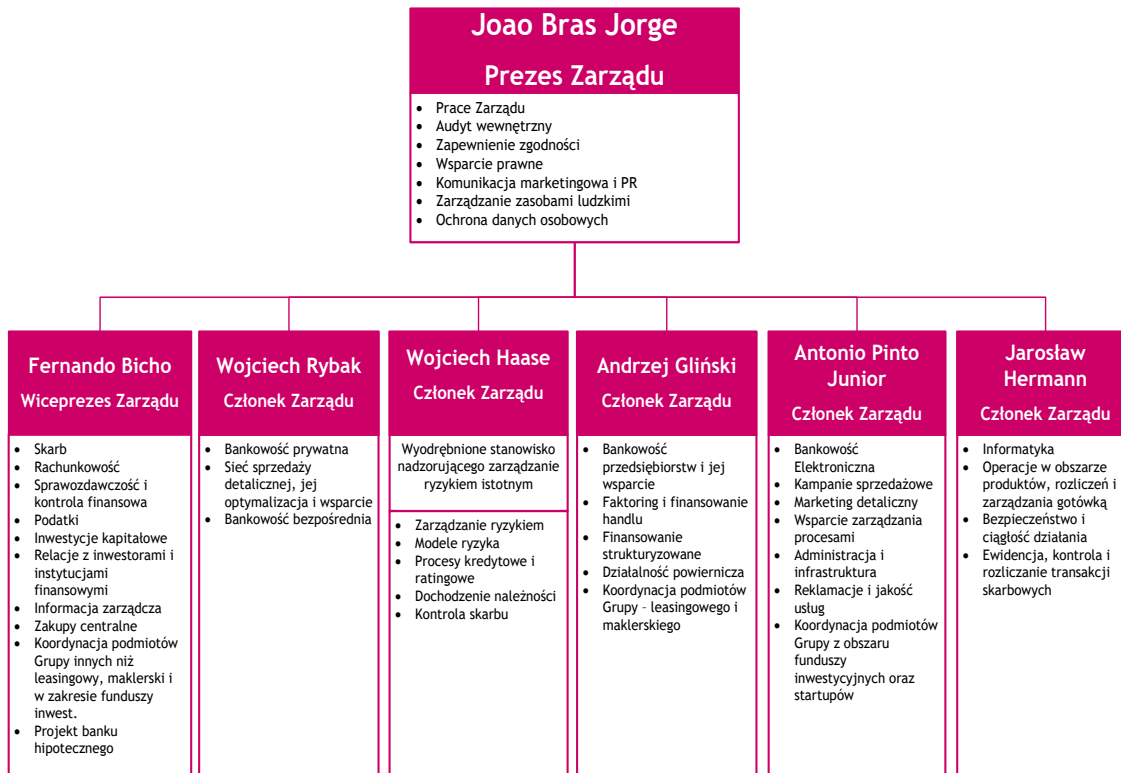 Joao Bras Jorge
Prezes Zarządu
• Prace Zarządu
• Audyt wewnętrzny
• Zapewnienie zgodności
• Wsparcie prawne
• Komunikacja marketingowa i PR
• Zarządzanie zasobami ludzkimi
• Ochrona danych osobowych
Fernando Bicho
Wiceprezes Zarządu
• Skarb
• Rachunkowość
• Sprawozdawczość i
kontrola finansowa
• Podatki
• Inwestycje kapitałowe
• Relacje z inwestorami i
instytucjami
finansowymi
• Informacja zarządcza
• Zakupy centralne
• Koordynacja podmiotów
Grupy innych niż
leasingowy, maklerski i
w zakresie funduszy
inwest.
• Projekt banku
hipotecznego
Wojciech Rybak
Członek Zarządu
• Bankowość prywatna
• Sieć sprzedaży
detalicznej, jej
optymalizacja i wsparcie
• Bankowość bezpośrednia
Wojciech Haase
Członek Zarządu
Wyodrębnione stanowisko
nadzorującego zarządzanie
ryzykiem istotnym
• Zarządzanie ryzykiem
• Modele ryzyka
• Procesy kredytowe i
ratingowe
• Dochodzenie należności
• Kontrola skarbu
Andrzej Gliński
Członek Zarządu
• Bankowość
przedsiębiorstw i jej
wsparcie
• Faktoring i finansowanie
handlu
• Finansowanie
strukturyzowane
• Działalność powiernicza
• Koordynacja podmiotów
Grupy – leasingowego i
maklerskiego
Antonio Pinto
Junior
Członek Zarządu
• Bankowość
Elektroniczna
• Kampanie sprzedażowe
• Marketing detaliczny
• Wsparcie zarządzania
procesami
• Administracja i
infrastruktura
• Reklamacje i jakość
usług
• Koordynacja podmiotów
Grupy z obszaru
funduszy
inwestycyjnych oraz
startupów
Jarosław
Hermann
Członek Zarządu
• Informatyka
• Operacje w obszarze
produktów, rozliczeń i
zarządzania gotówką
• Bezpieczeństwo i
ciągłość działania
• Ewidencja, kontrola i
rozliczanie transakcji
skarbowych